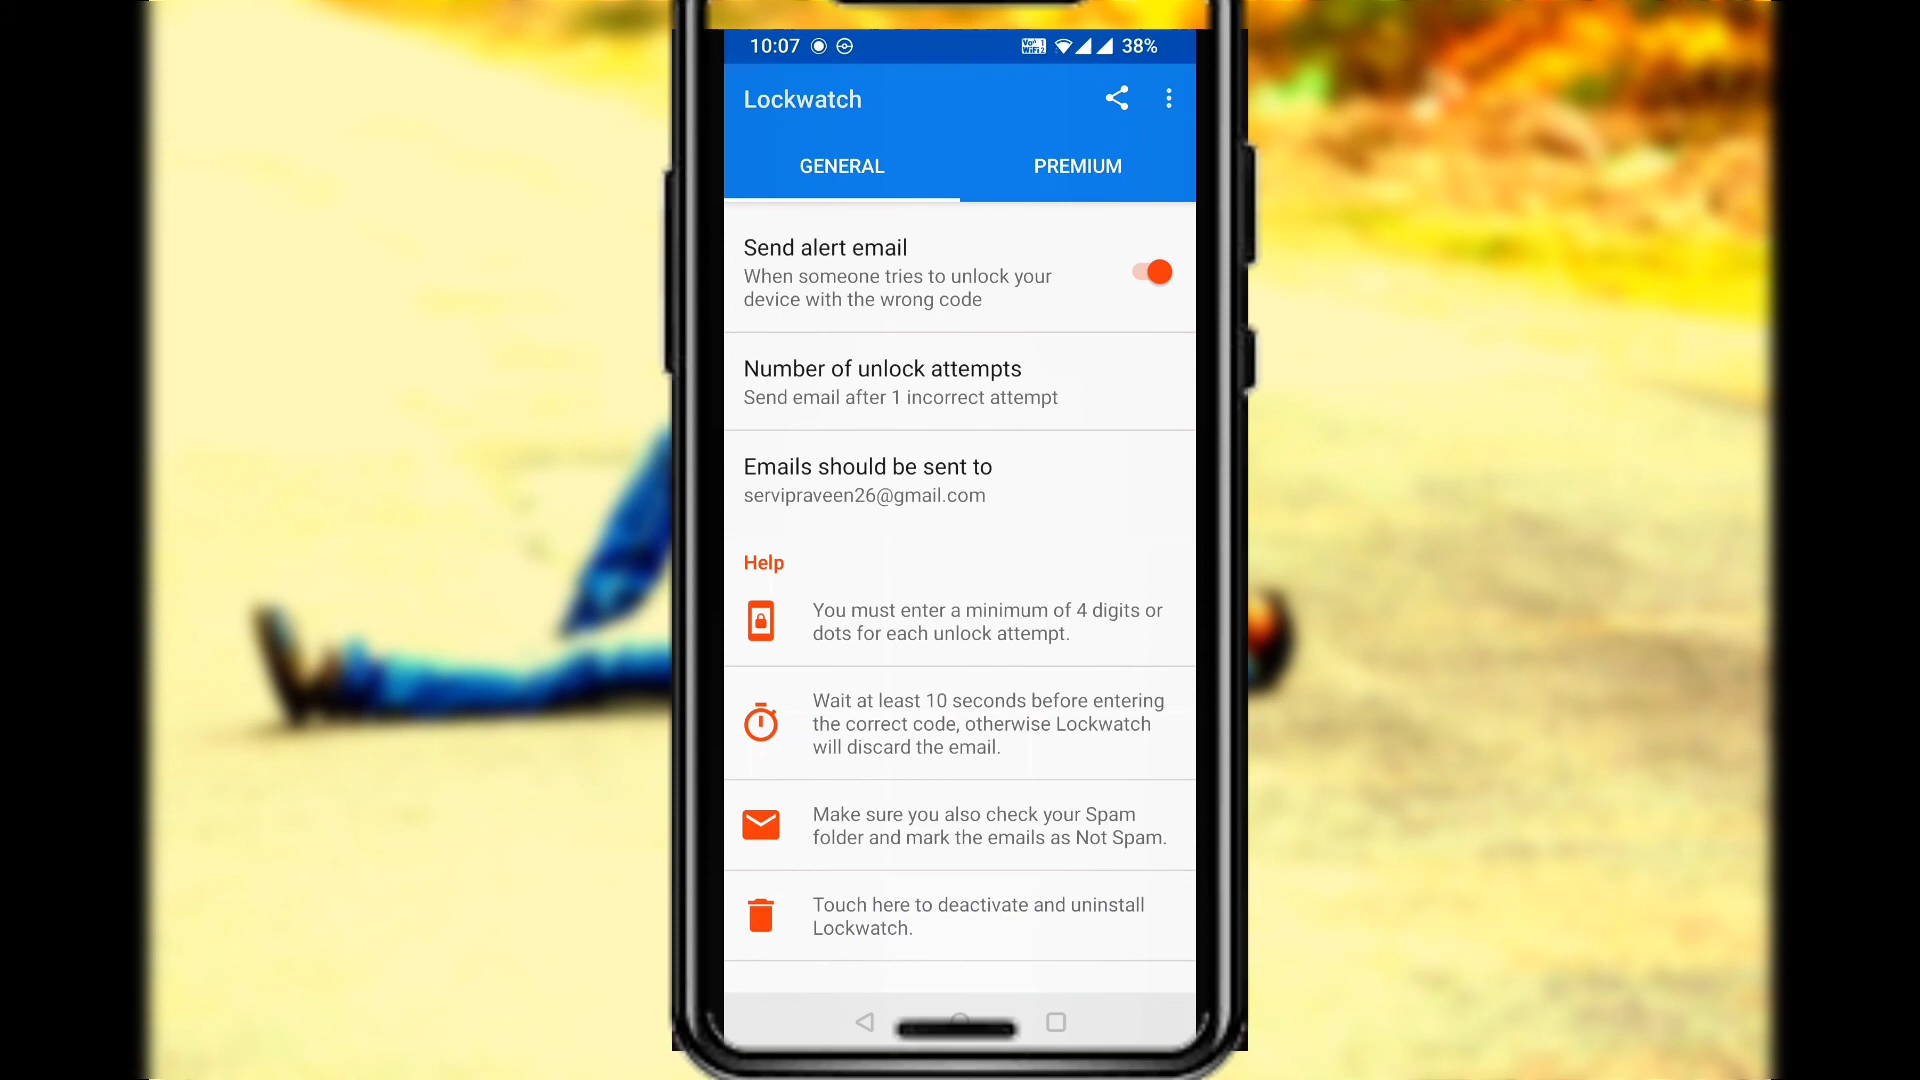 10:07 38%
Lockwatch
GENERAL PREMIUM
Send alert email
When someone tries to unlock your
device with the wrong code
Number of unlock attempts
Send email after 1 incorrect attempt
Emails should be sent to
servipraveen26@gmail.com
Help
You must enter a minimum of 4 digits or
dots for each unlock attempt.
Wait at least 10 seconds before entering
the correct code, otherwise Lockwatch
will discard the email.
Make sure you also check your Spam
folder and mark the emails as Not Spam.
Touch here to deactivate and uninstall
Lockwatch.